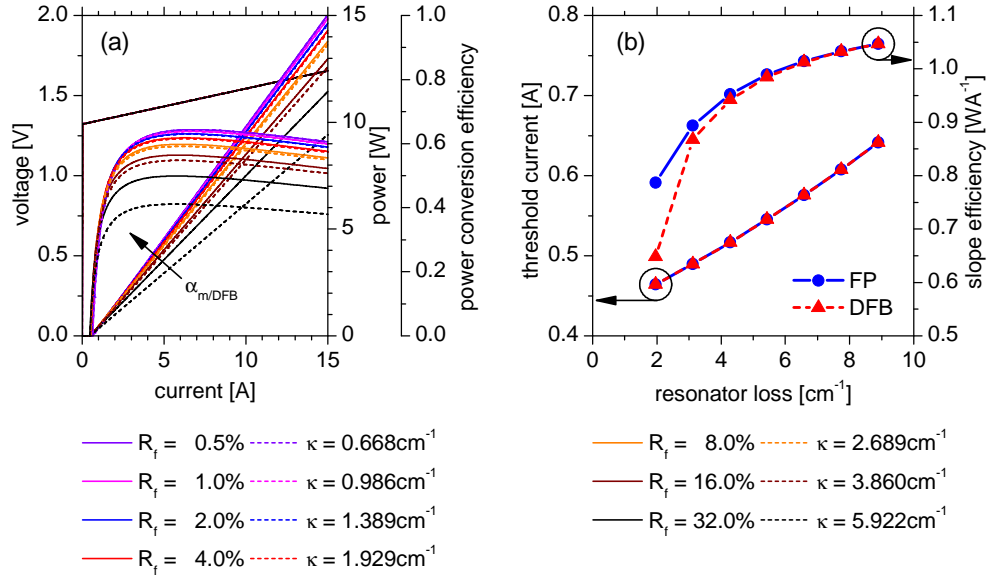 (a)
2.0
1.5
1.0
0.5
0.0
voltage [V]
0
5
10
15
current [A]
15
10
5
0
power [W]
1.0
0.8
0.6
0.4
0.2
0.0
power conversion efficiency
α_m/DFB
(b)
0.8
0.7
0.6
0.5
0.4
threshold current [A]
0
2
4
6
8
10
resonator loss [cm⁻¹]
1.1
1.0
0.9
0.8
0.7
0.6
0.5
slope efficiency [WA⁻¹]
FP
DFB
R_f = 0.5% κ = 0.668cm⁻¹
R_f = 1.0% κ = 0.986cm⁻¹
R_f = 2.0% κ = 1.389cm⁻¹
R_f = 4.0% κ = 1.929cm⁻¹
R_f = 8.0% κ = 2.689cm⁻¹
R_f = 16.0% κ = 3.860cm⁻¹
R_f = 32.0% κ = 5.922cm⁻¹